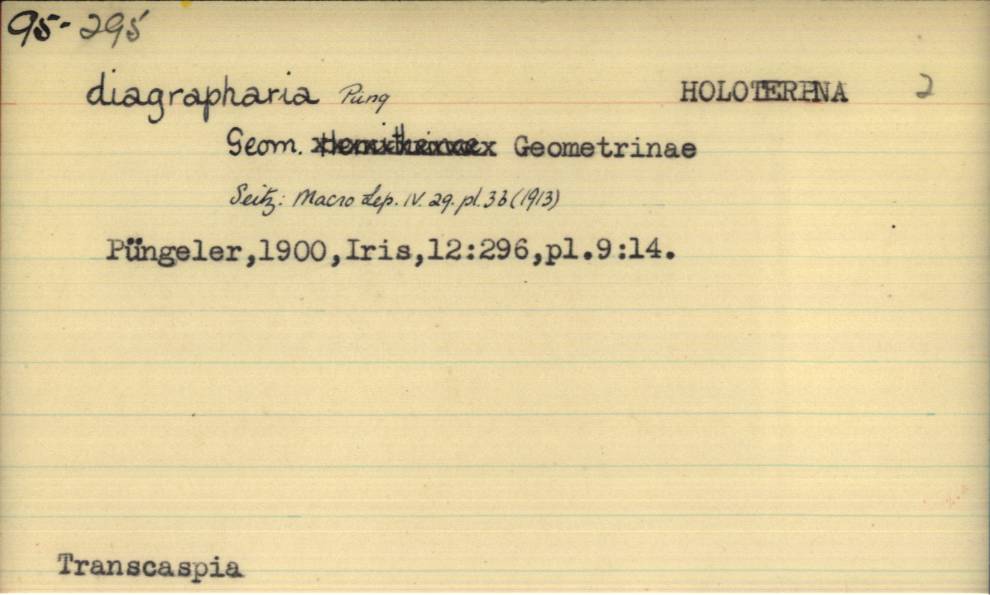 95-295
diagrapharia Püng HOLOTERPNA 2
Geom. Hemitheinae Geometrinae
Seitz: Macro Lep. IV. 29. pl. 3b (1913)
Püngeler,1900,Iris,12:296,pl.9:14.
Transcaspia